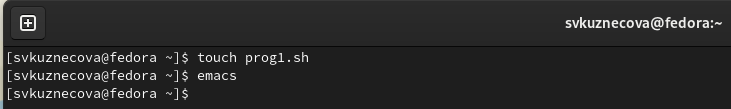 svkuznecova@fedora:~
[svkuznecova@fedora ~]$ touch prog1.sh
[svkuznecova@fedora ~]$ emacs
[svkuznecova@fedora ~]$